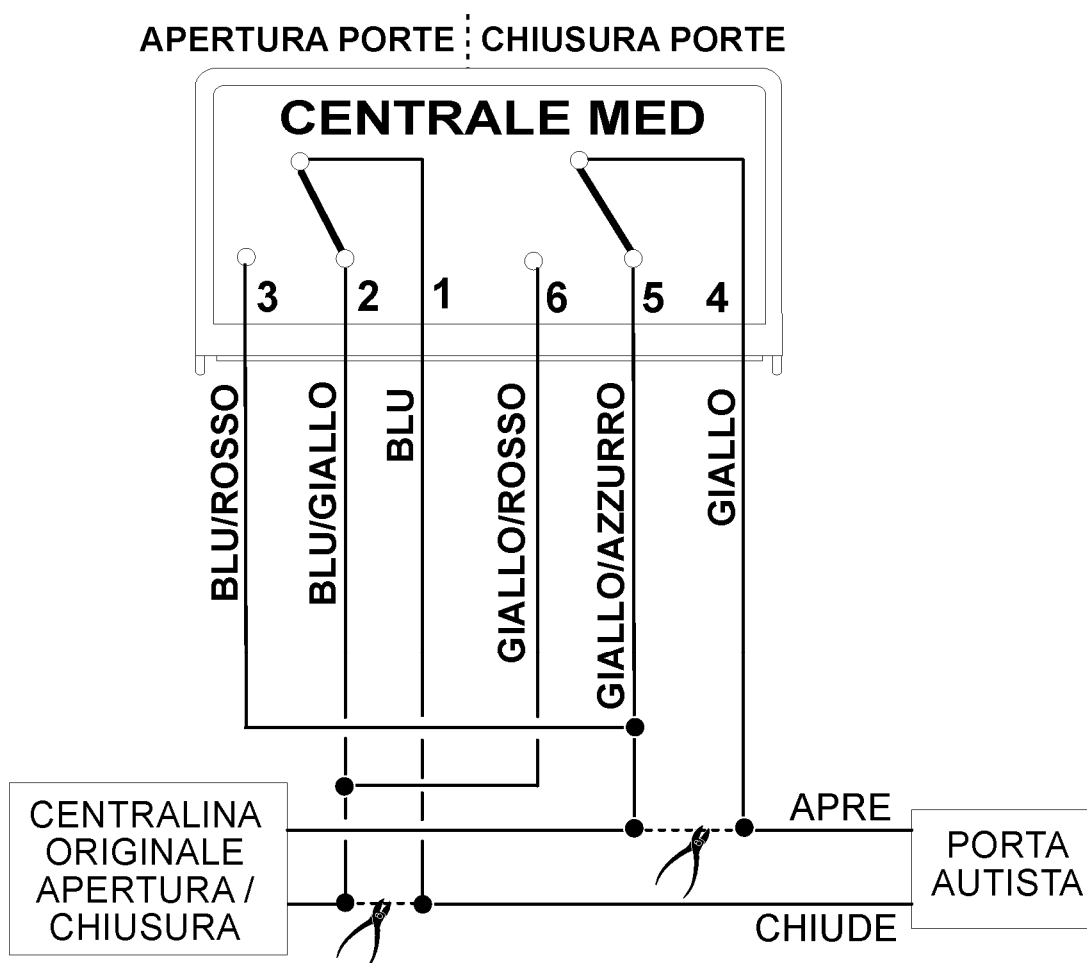 APERTURA PORTE CHIUSURA PORTE
CENTRALE MED
3 2 1 6 5 4
BLU/ROSSO
BLU/GIALLO
BLU
GIALLO/ROSSO
GIALLO/AZZURRO
GIALLO
CENTRALINA
ORIGINALE
APERTURA /
CHIUSURA
APRE
CHIUDE
PORTA
AUTISTA